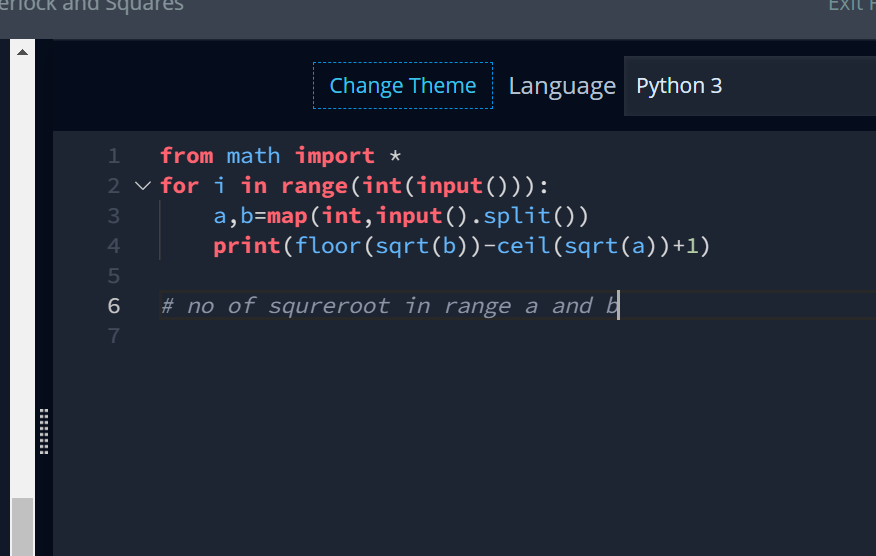 and Squares
Exit
Change Theme Language Python 3
1 from math import *
2 for i in range(int(input())):
3 a,b=map(int,input().split())
4 print(floor(sqrt(b))-ceil(sqrt(a))+1)
5
6 # no of squreroot in range a and b
7